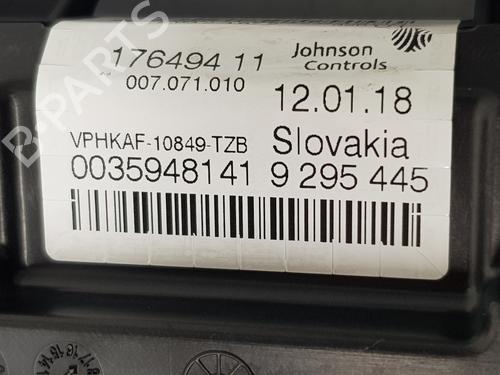 176494 11
007.071.010
Johnson
Controls
12.01.18
VPHKAF-10849-TZB
Slovakia
0035948141
9 295 445
B-PARTS